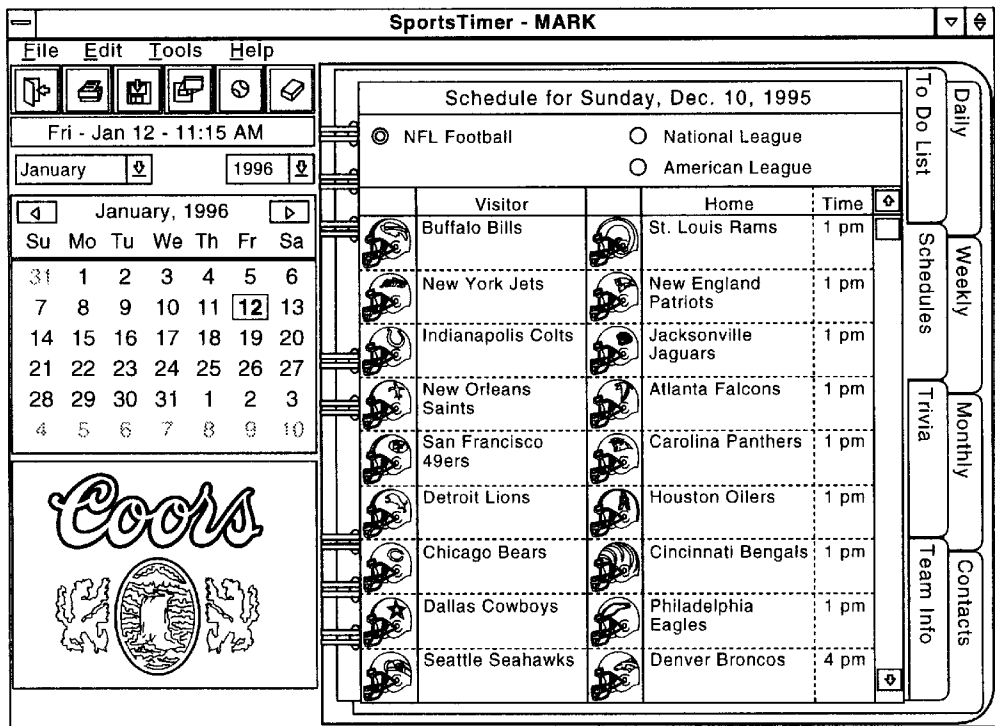 SportsTimer - MARK
File Edit Tools Help
Fri - Jan 12 - 11:15 AM
January 1996
January, 1996
Su Mo Tu We Th Fr Sa
31 1 2 3 4 5 6
7 8 9 10 11 12 13
14 15 16 17 18 19 20
21 22 23 24 25 26 27
28 29 30 31 1 2 3
4 5 6 7 8 9 10
Coors
Schedule for Sunday, Dec. 10, 1995
NFL Football
National League
American League
Visitor Home Time
Buffalo Bills St. Louis Rams 1 pm
New York Jets New England 1 pm
Patriots
Indianapolis Colts Jacksonville 1 pm
Jaguars
New Orleans Atlanta Falcons 1 pm
Saints
San Francisco Carolina Panthers 1 pm
49ers
Detroit Lions Houston Oilers 1 pm
Chicago Bears Cincinnati Bengals 1 pm
Dallas Cowboys Philadelphia 1 pm
Eagles
Seattle Seahawks Denver Broncos 4 pm
To Do List
Schedules
Trivia
Team Info
Daily
Weekly
Monthly
Contacts